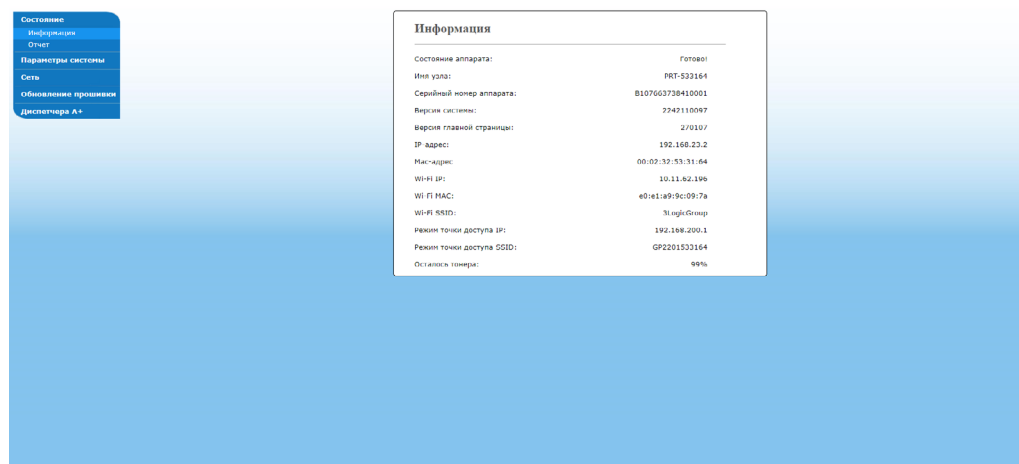 Состояние
Информация
Отчет
Параметры системы
Сеть
Обновление прошивки
Диспетчера A+
Информация
Состояние аппарата: Готово!
Имя узла: PRT-533164
Серийный номер аппарата: B107663738410001
Версия системы: 2242110097
Версия главной страницы: 270107
IP-адрес: 192.168.23.2
Mac-адрес 00:02:32:53:31:64
Wi-Fi IP: 10.11.62.196
Wi-Fi MAC: e0:e1:a9:9c:09:7a
Wi-Fi SSID: 3LogicGroup
Режим точки доступа IP: 192.168.200.1
Режим точки доступа SSID: GP2201533164
Осталось тонера: 99%